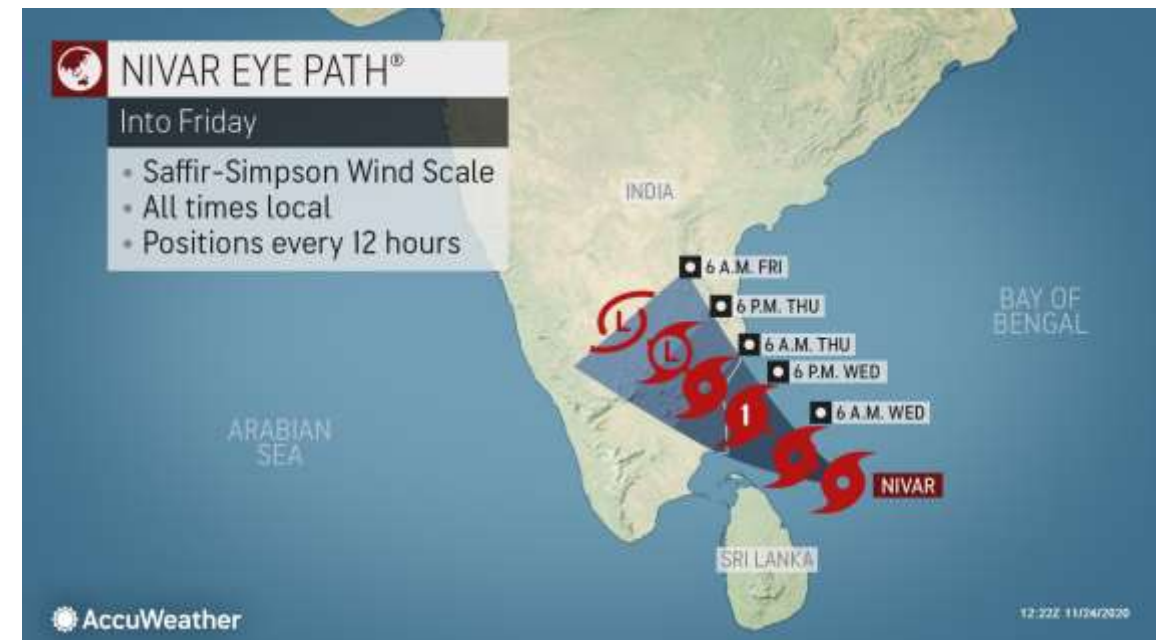 NIVAR EYE PATH®
Into Friday
• Saffir-Simpson Wind Scale
• All times local
• Positions every 12 hours
INDIA
6 A.M. FRI
6 P.M. THU
6 A.M. THU
6 P.M. WED
6 A.M. WED
BAY OF
BENGAL
L
L
1
ARABIAN
SEA
NIVAR
SRI LANKA
AccuWeather
12:22Z 11/24/2020